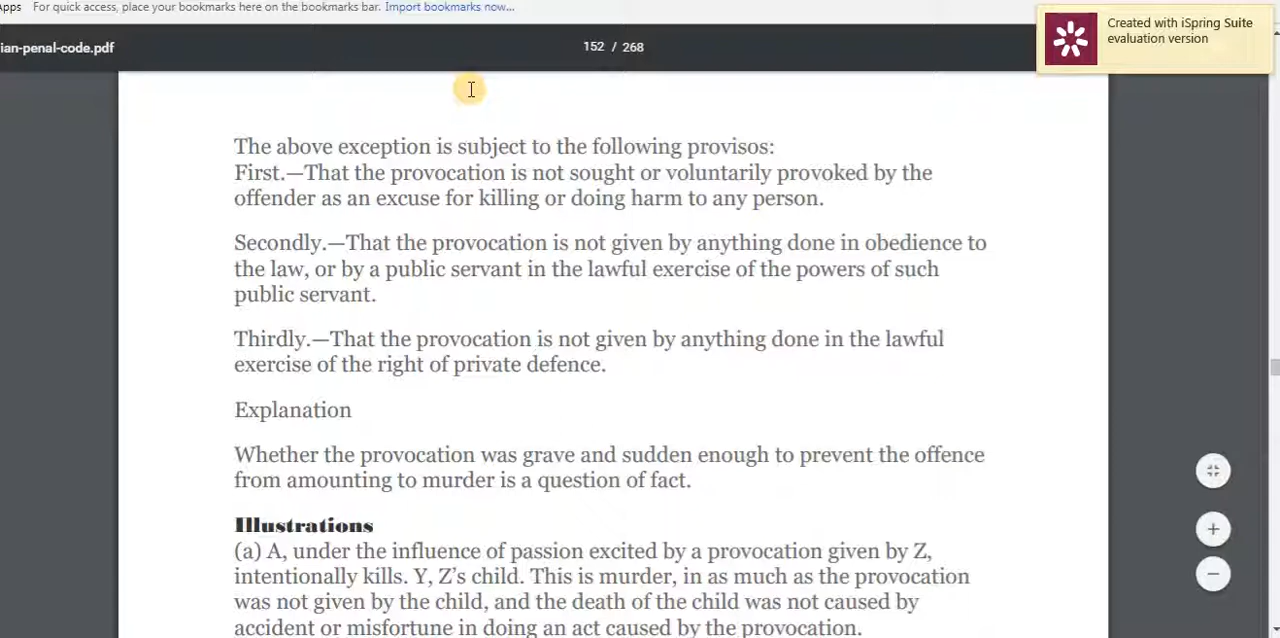 Apps For quick access, place your bookmarks here on the bookmarks bar. Import bookmarks now...
Created with iSpring Suite
evaluation version
ian-penal-code.pdf
152 / 268
The above exception is subject to the following provisos:
First.—That the provocation is not sought or voluntarily provoked by the
offender as an excuse for killing or doing harm to any person.
Secondly.—That the provocation is not given by anything done in obedience to
the law, or by a public servant in the lawful exercise of the powers of such
public servant.
Thirdly.—That the provocation is not given by anything done in the lawful
exercise of the right of private defence.
Explanation
Whether the provocation was grave and sudden enough to prevent the offence
from amounting to murder is a question of fact.
Illustrations
(a) A, under the influence of passion excited by a provocation given by Z,
intentionally kills. Y, Z's child. This is murder, in as much as the provocation
was not given by the child, and the death of the child was not caused by
accident or misfortune in doing an act caused by the provocation.